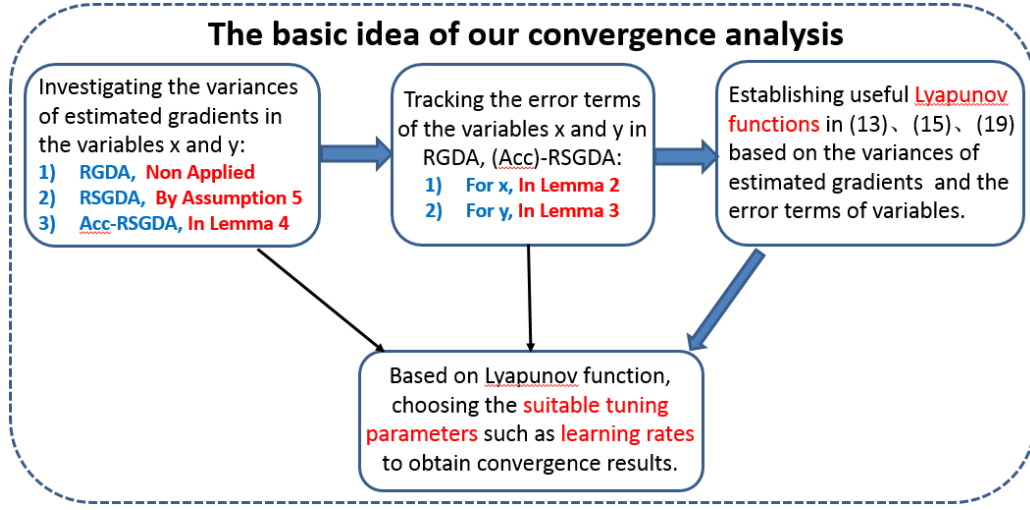 The basic idea of our convergence analysis
Investigating the variances
of estimated gradients in
the variables x and y:
1) RGDA, Non Applied
2) RSGDA, By Assumption 5
3) Acc-RSGDA, In Lemma 4
Tracking the error terms
of the variables x and y in
RGDA, (Acc)-RSGDA:
1) For x, In Lemma 2
2) For y, In Lemma 3
Establishing useful Lyapunov
functions in (13)、(15)、(19)
based on the variances of
estimated gradients and the
error terms of variables.
Based on Lyapunov function,
choosing the suitable tuning
parameters such as learning rates
to obtain convergence results.